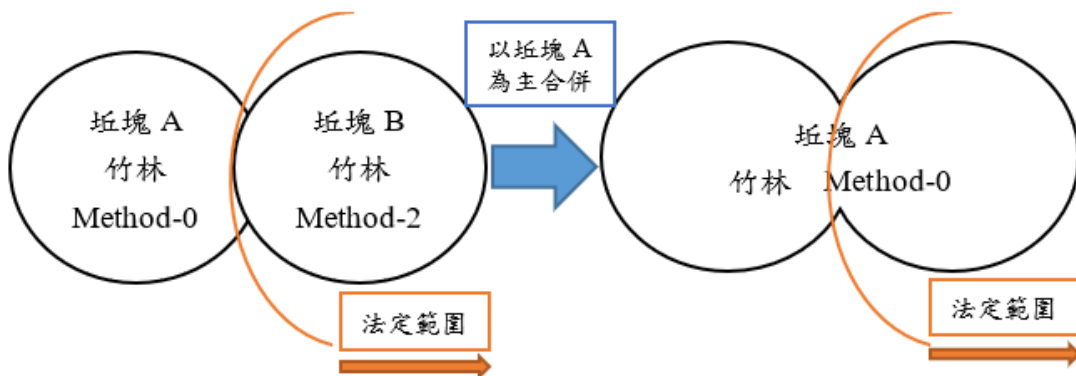 坵塊 A
竹林
Method-0
坵塊 B
竹林
Method-2
法定範圍
以坵塊 A
為主合併
坵塊 A
竹林 Method-0
法定範圍